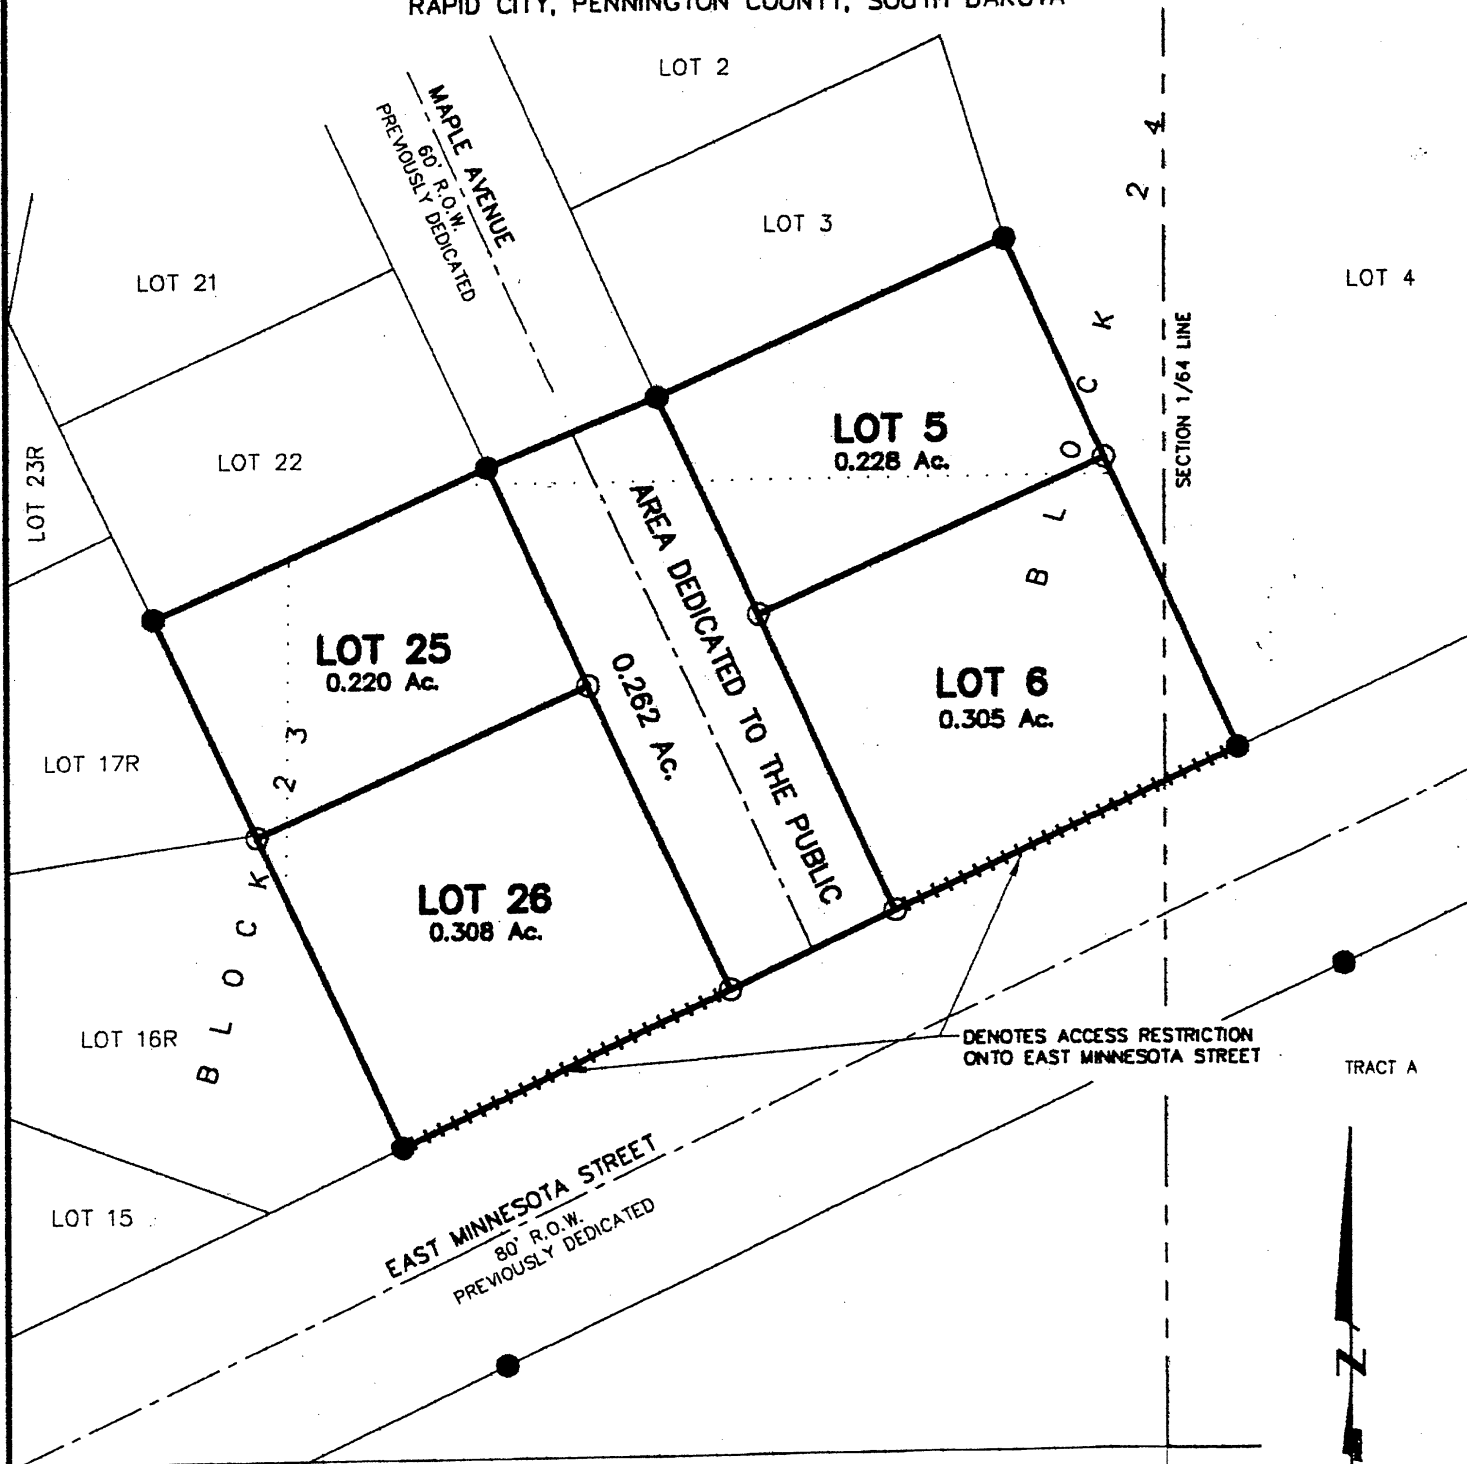 RAPID CITY, PENNINGTON COUNTY, SOUTH DAKOTA
LOT 2
MAPLE AVENUE
60' R.O.W.
PREVIOUSLY DEDICATED
LOT 3
LOT 21
LOT 4
BLOCK 24
SECTION 1/64 LINE
LOT 22
LOT 23R
LOT 5
0.228 Ac.
AREA DEDICATED TO THE PUBLIC
0.262 Ac.
LOT 25
0.220 Ac.
LOT 6
0.305 Ac.
LOT 17R
BLOCK 23
LOT 26
0.308 Ac.
LOT 16R
DENOTES ACCESS RESTRICTION
ONTO EAST MINNESOTA STREET
TRACT A
LOT 15
EAST MINNESOTA STREET
80' R.O.W.
PREVIOUSLY DEDICATED
N